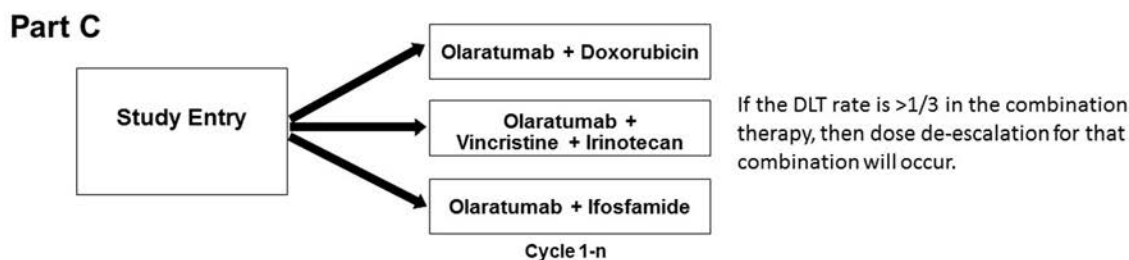 Part C
Study Entry
Olaratumab + Doxorubicin
Olaratumab +
Vincristine + Irinotecan
Olaratumab + Ifosfamide
Cycle 1-n
If the DLT rate is >1/3 in the combination
therapy, then dose de-escalation for that
combination will occur.